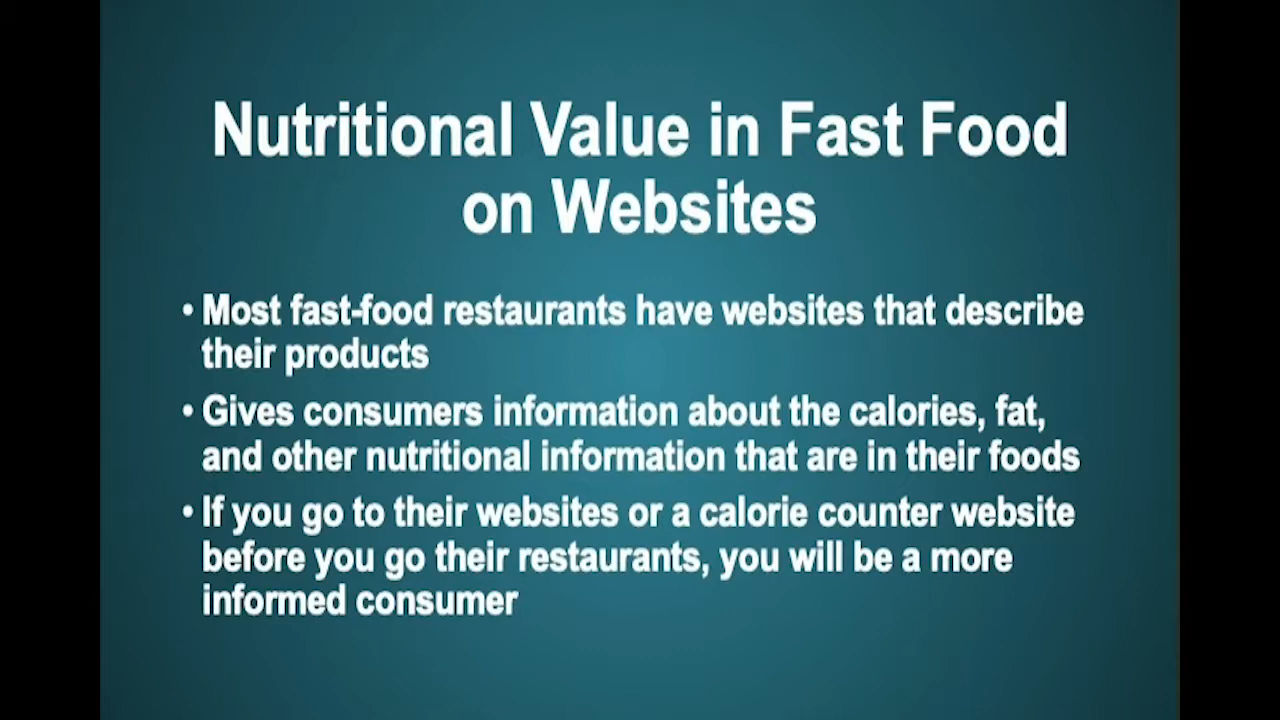 Nutritional Value in Fast Food
on Websites
• Most fast-food restaurants have websites that describe
their products
• Gives consumers information about the calories, fat,
and other nutritional information that are in their foods
• If you go to their websites or a calorie counter website
before you go their restaurants, you will be a more
informed consumer